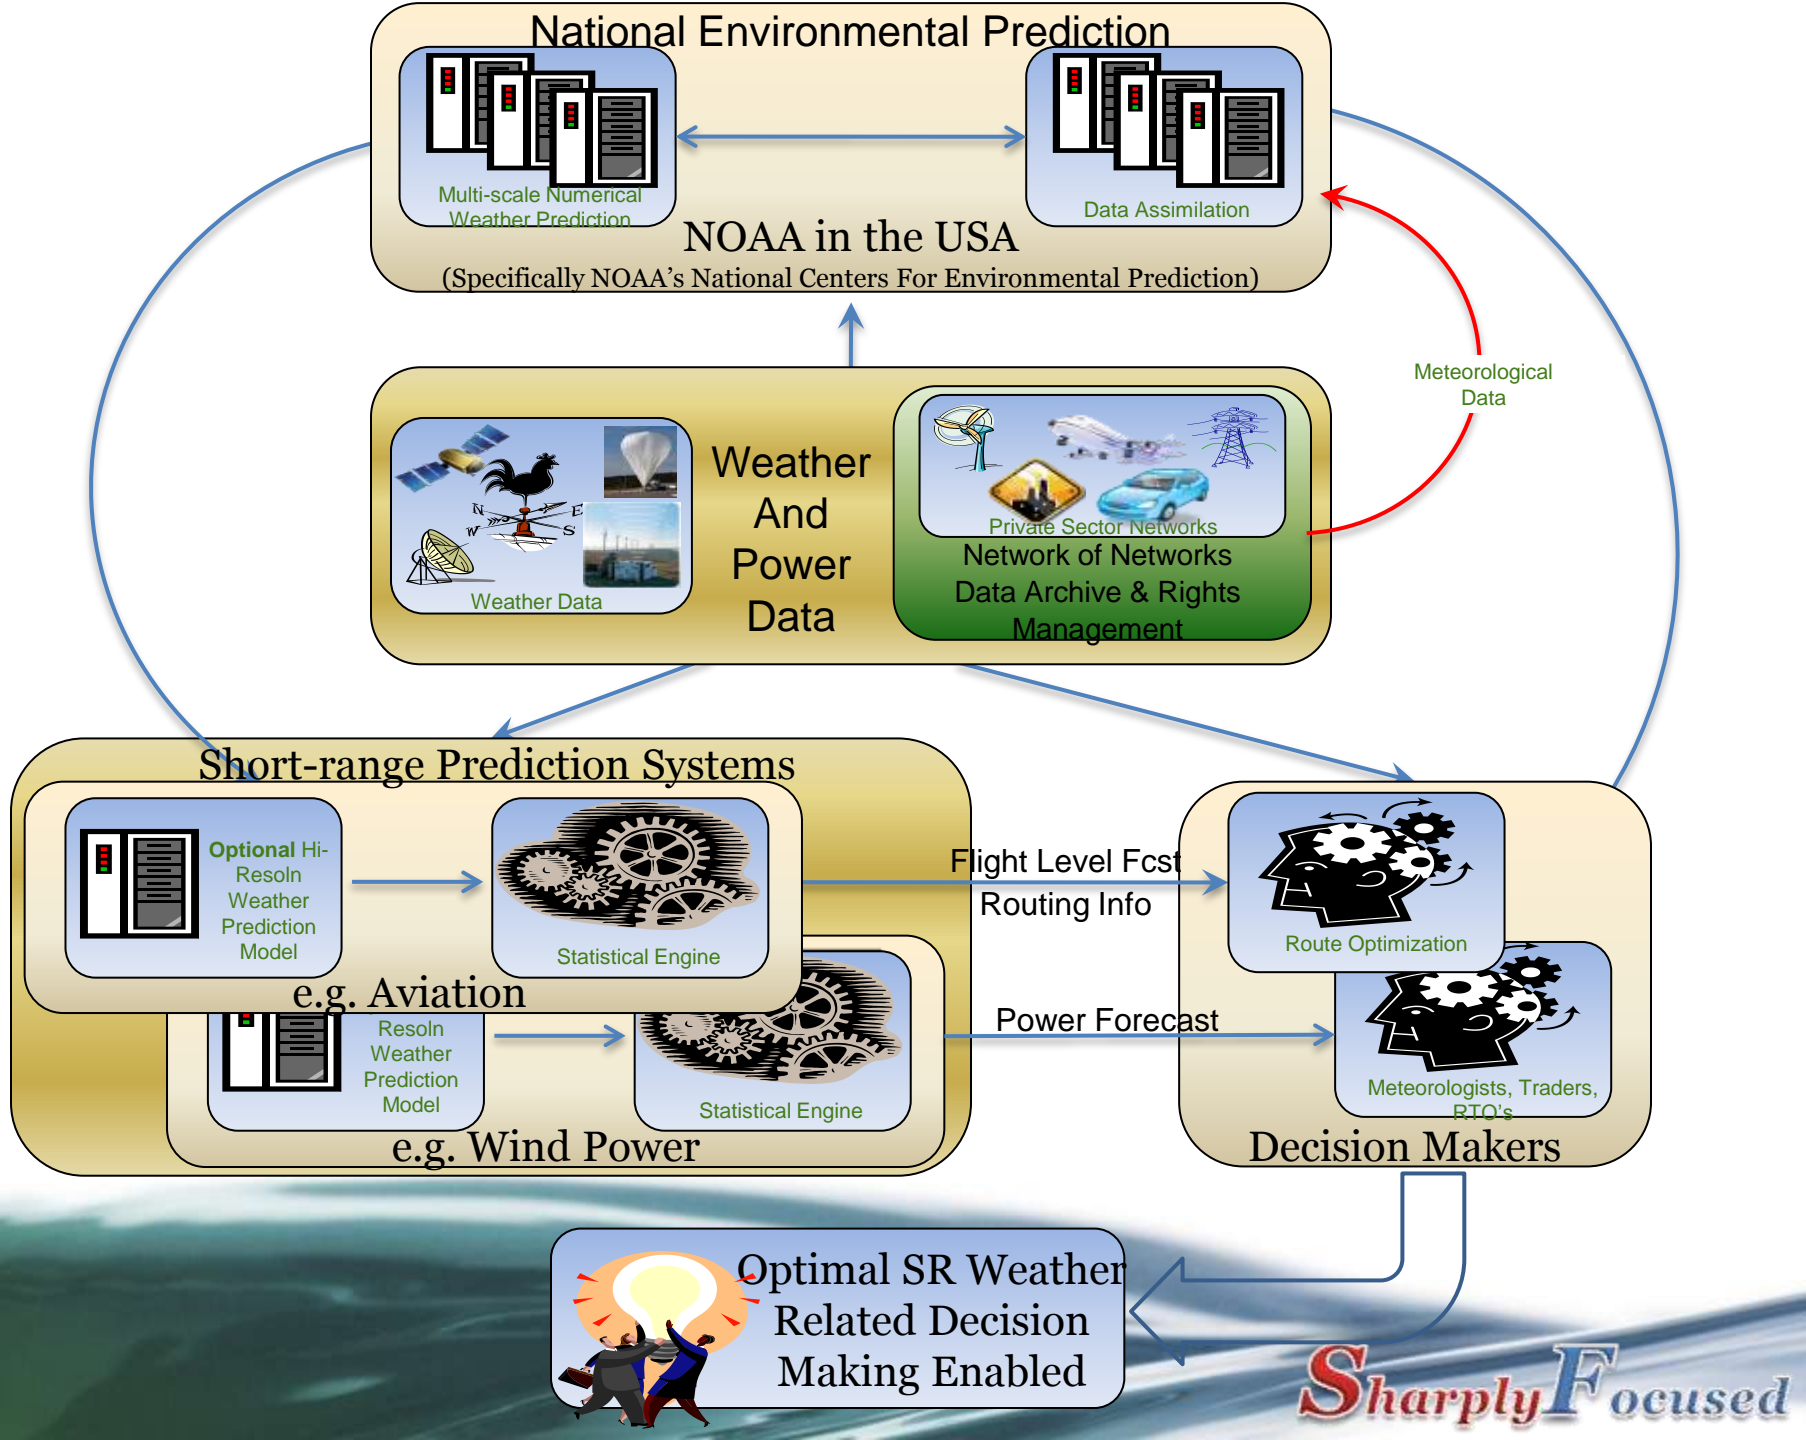 National Environmental Prediction
Multi-scale Numerical
Weather Prediction
Data Assimilation
NOAA in the USA
(Specifically NOAA's National Centers For Environmental Prediction)
Meteorological
Data
Weather
And
Power
Data
N
E
W
S
Weather Data
Private Sector Networks
Network of Networks
Data Archive & Rights
Management
Short-range Prediction Systems
Optional Hi-
Resoln
Weather
Prediction
Model
Statistical Engine
e.g. Aviation
Resoln
Weather
Prediction
Model
Statistical Engine
e.g. Wind Power
Flight Level Fcst
Routing Info
Power Forecast
Route Optimization
Meteorologists, Traders,
RTO's
Decision Makers
Optimal SR Weather
Related Decision
Making Enabled
SharplyFocused